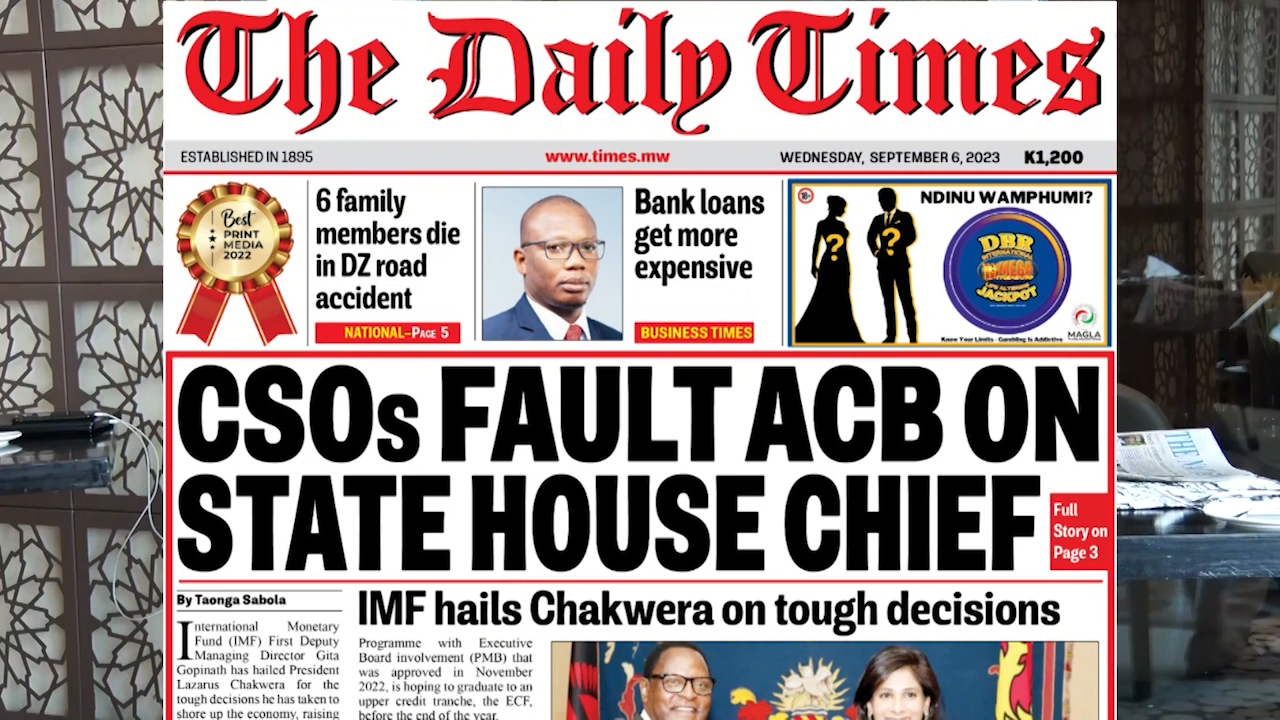 The Daily Times
ESTABLISHED IN 1895
www.times.mw
WEDNESDAY, SEPTEMBER 6, 2023
K1,200
Best
PRINT
MEDIA
2022
6 family
members die
in DZ road
accident
NATIONAL–PAGE 5
Bank loans
get more
expensive
BUSINESS TIMES
18+
NDINU WAMPHUMI?
? ?
DBR
INTERNATIONAL
MEGA
LIFE ALTERING
JACKPOT
MAGLA
Know Your Limits - Gambling Is Addictive
CSOs FAULT ACB ON
STATE HOUSE CHIEF
Full
Story on
Page 3
By Taonga Sabola
International Monetary
Fund (IMF) First Deputy
Managing Director Gita
Gopinath has hailed President
Lazarus Chakwera for the
tough decisions he has taken to
shore up the economy, raising
IMF hails Chakwera on tough decisions
Programme with Executive
Board involvement (PMB) that
was approved in November
2022, is hoping to graduate to an
upper credit tranche, the ECF,
before the end of the year.
THE